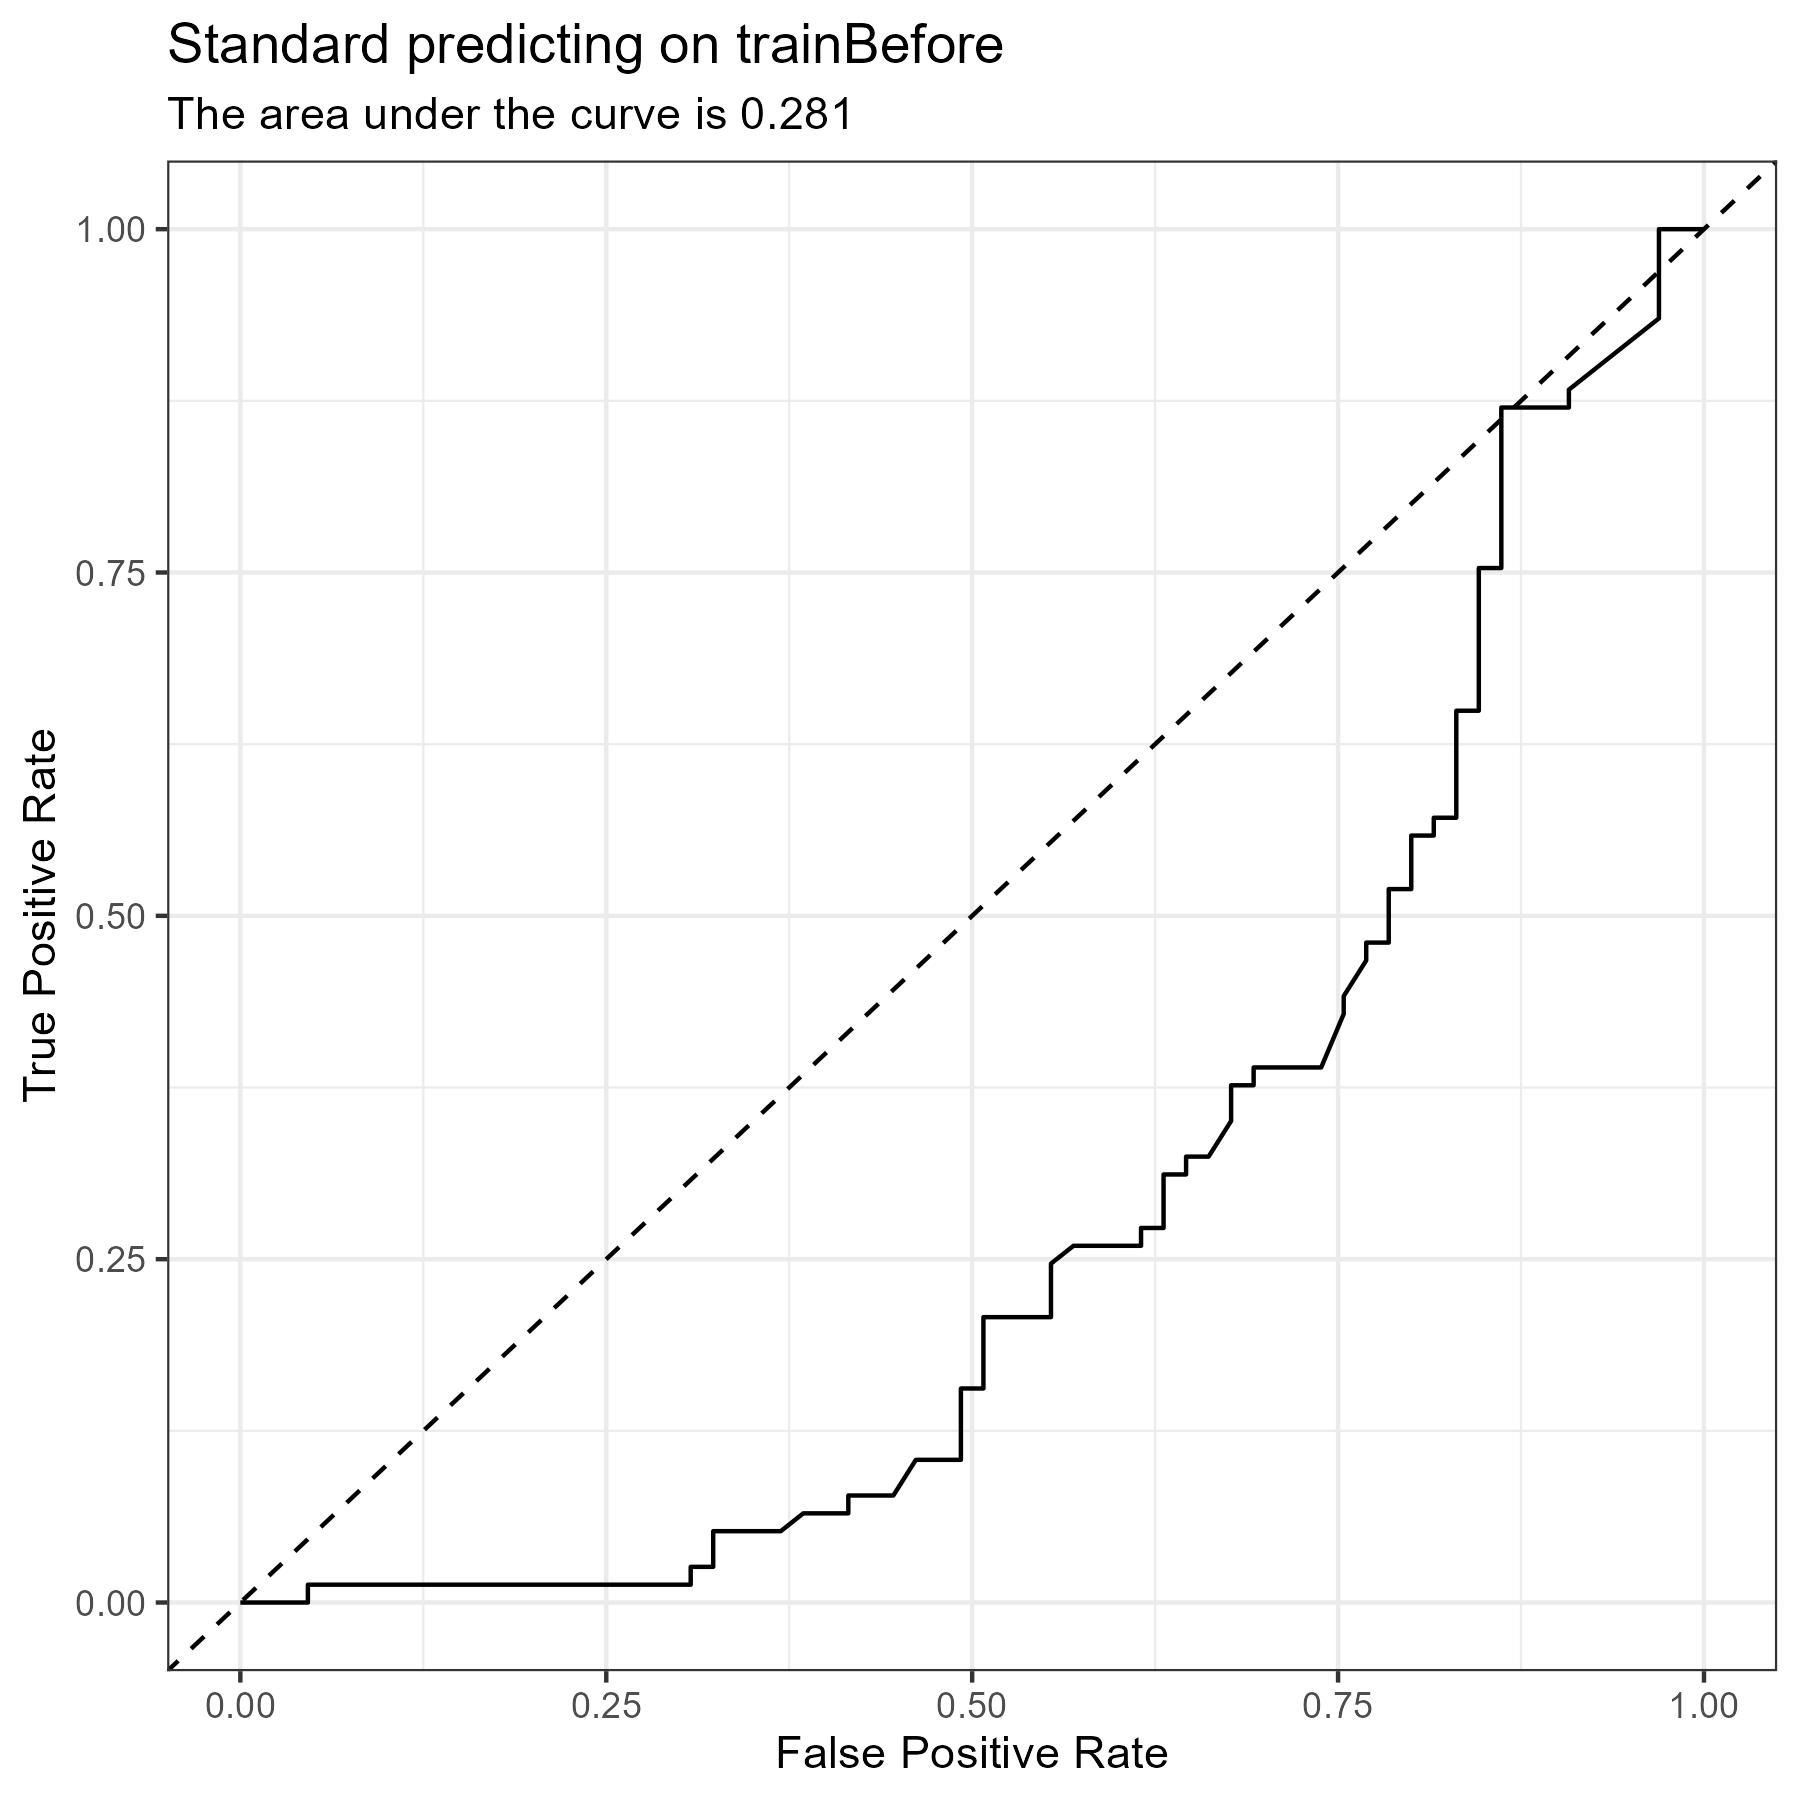 Standard predicting on trainBefore
The area under the curve is 0.281
1.00
0.75
0.50
0.25
0.00
True Positive Rate
0.00 0.25 0.50 0.75 1.00
False Positive Rate